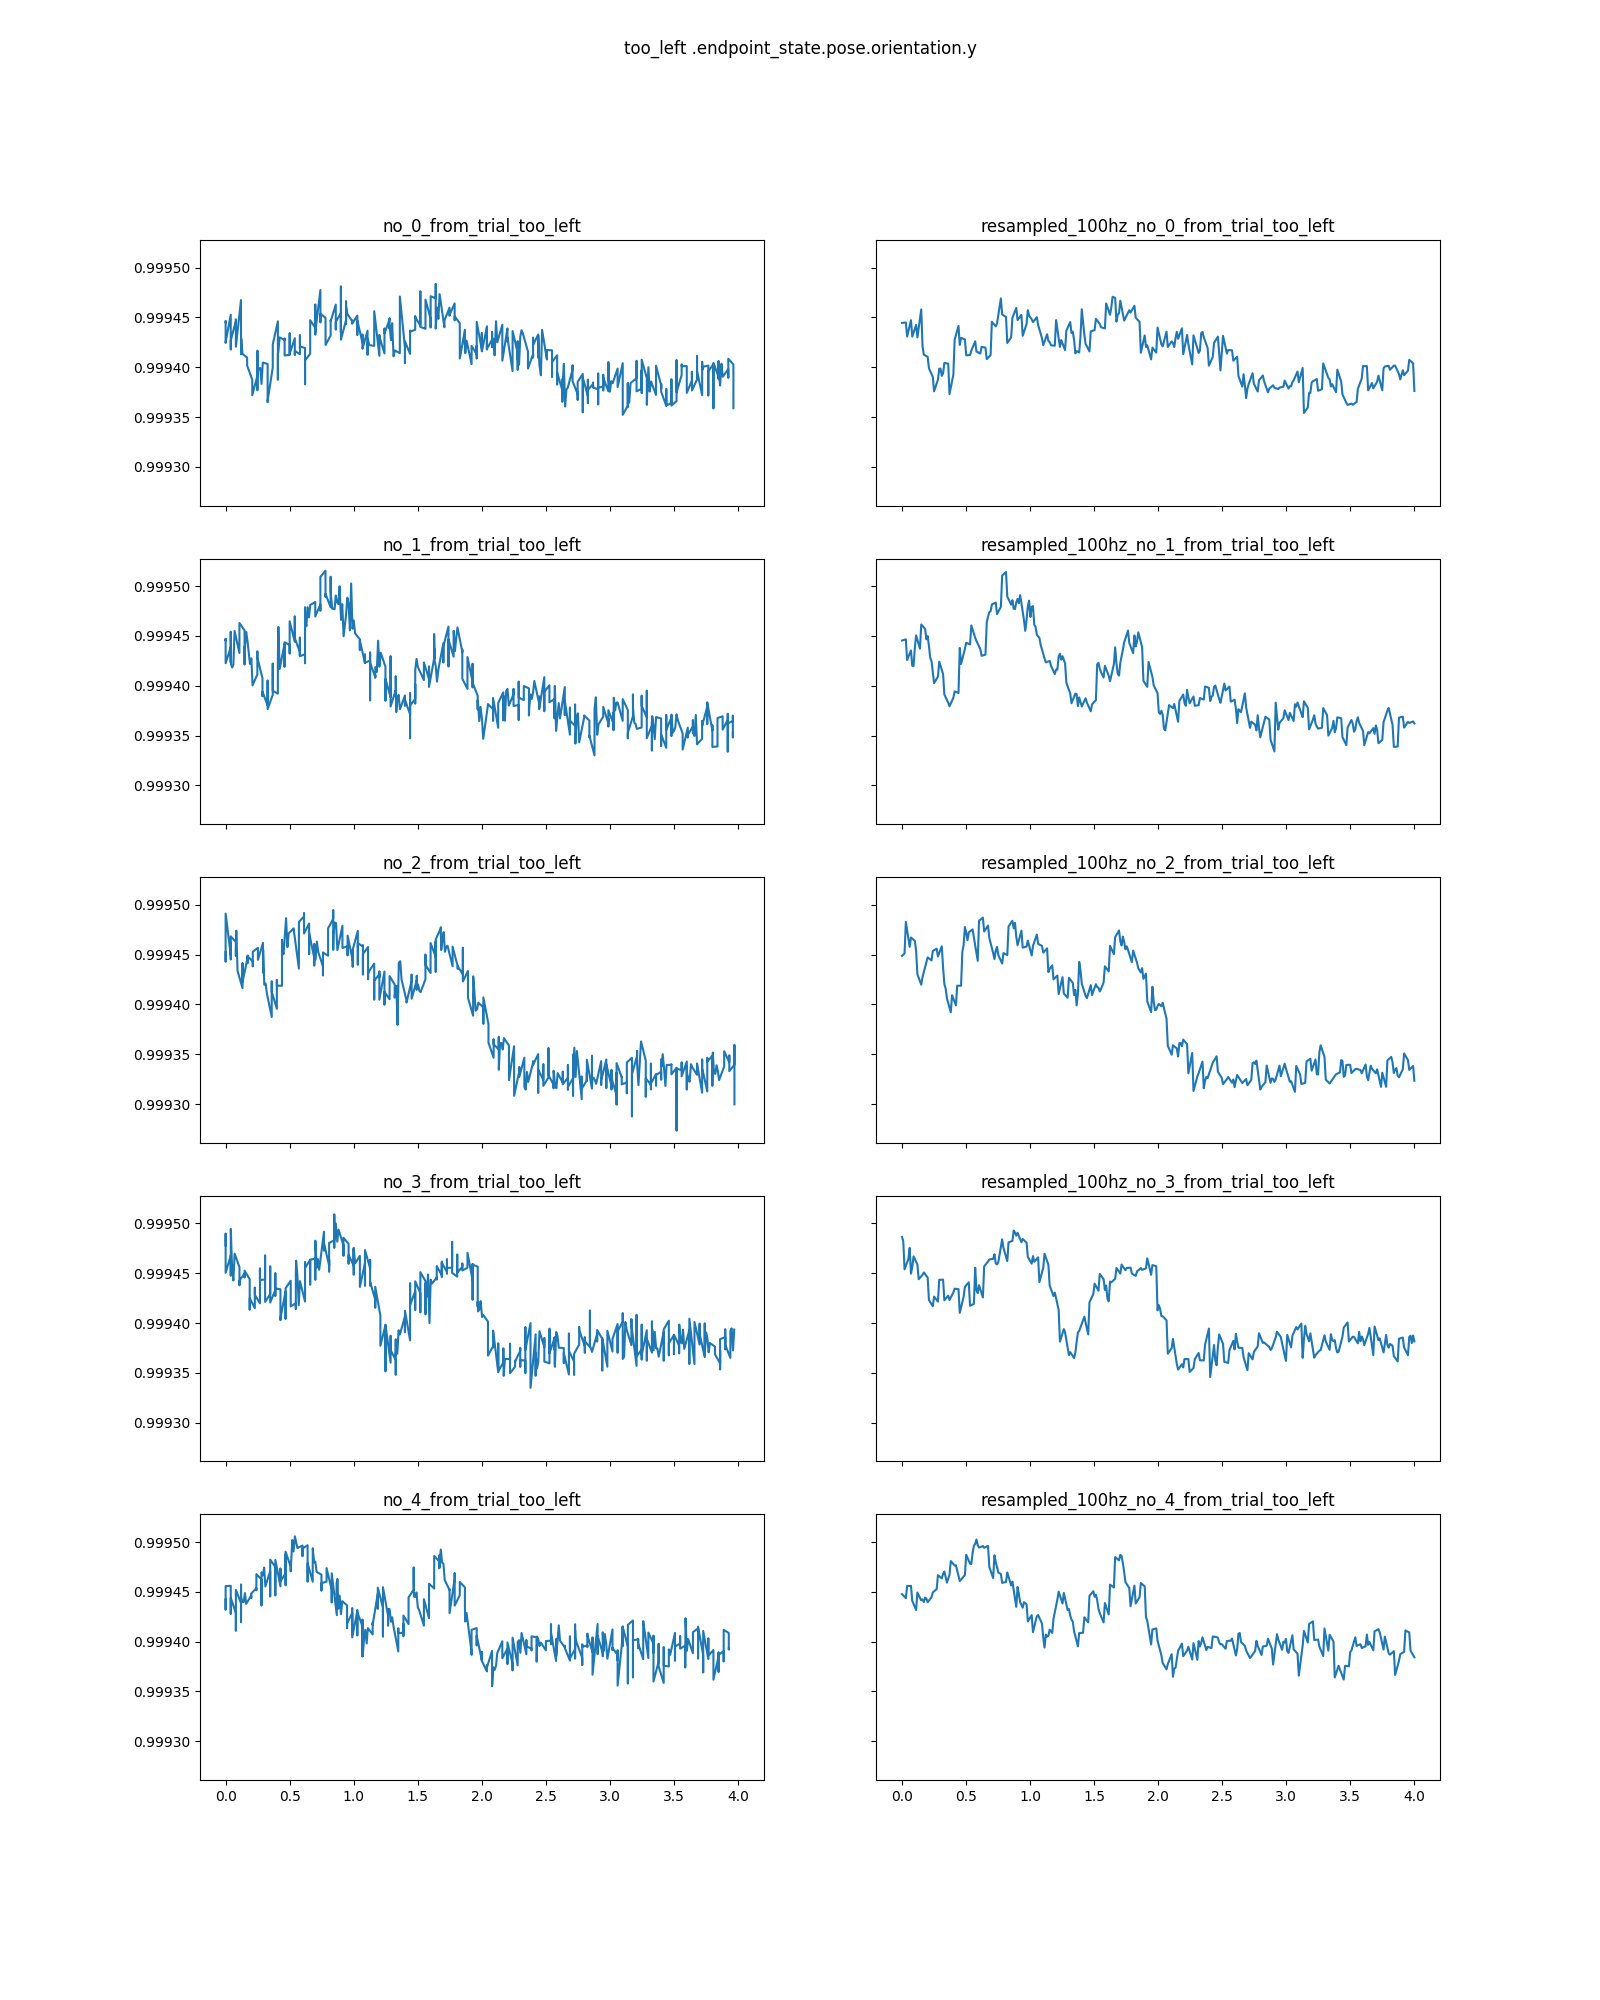 too_left .endpoint_state.pose.orientation.y
no_0_from_trial_too_left
resampled_100hz_no_0_from_trial_too_left
0.99950
0.99945
0.99940
0.99935
0.99930
no_1_from_trial_too_left
resampled_100hz_no_1_from_trial_too_left
0.99950
0.99945
0.99940
0.99935
0.99930
no_2_from_trial_too_left
resampled_100hz_no_2_from_trial_too_left
0.99950
0.99945
0.99940
0.99935
0.99930
no_3_from_trial_too_left
resampled_100hz_no_3_from_trial_too_left
0.99950
0.99945
0.99940
0.99935
0.99930
no_4_from_trial_too_left
resampled_100hz_no_4_from_trial_too_left
0.99950
0.99945
0.99940
0.99935
0.99930
0.0 0.5 1.0 1.5 2.0 2.5 3.0 3.5 4.0
0.0 0.5 1.0 1.5 2.0 2.5 3.0 3.5 4.0